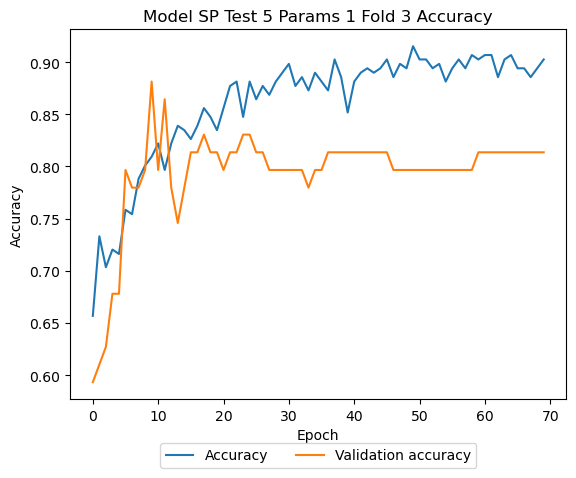 Model SP Test 5 Params 1 Fold 3 Accuracy
Accuracy
0.90
0.85
0.80
0.75
0.70
0.65
0.60
0 10 20 30 40 50 60 70
Epoch
Accuracy Validation accuracy